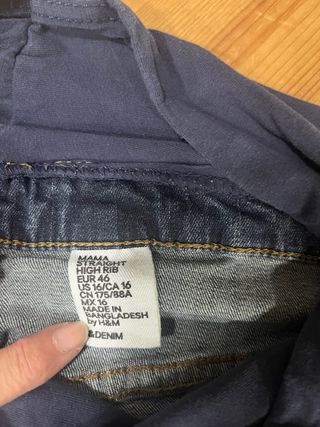 MAMA
STRAIGHT
HIGH RIB
EUR 46
US 16/CA 16
CN 175/88A
MX 16
MADE IN
BANGLADESH
by H&M
&DENIM